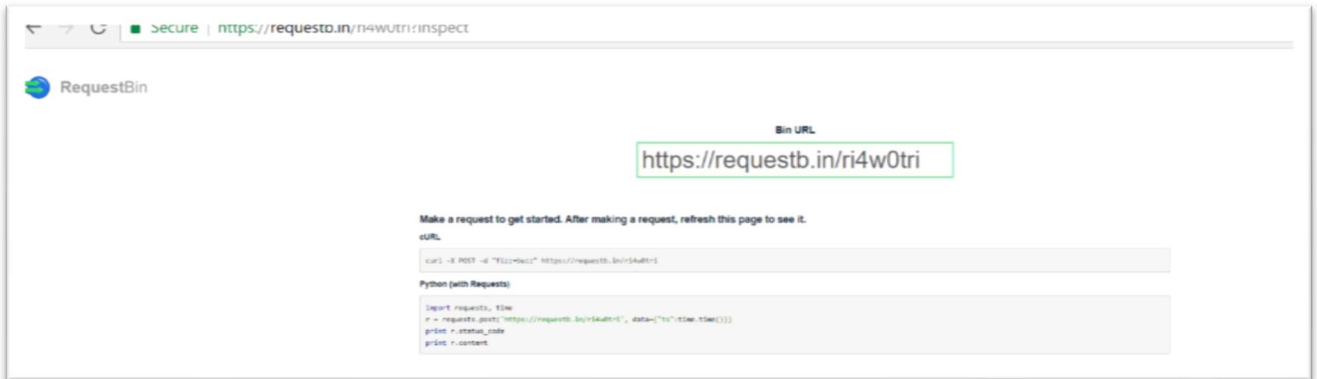 Secure | https://requestb.in/ri4w0tri?inspect
RequestBin
Bin URL
https://requestb.in/ri4w0tri
Make a request to get started. After making a request, refresh this page to see it.
cURL
curl -X POST -d "fizz=buzz" https://requestb.in/ri4w0tri
Python (with Requests)
import requests, time
r = requests.post('https://requestb.in/ri4w0tri', data={"ts":time.time()})
print r.status_code
print r.content